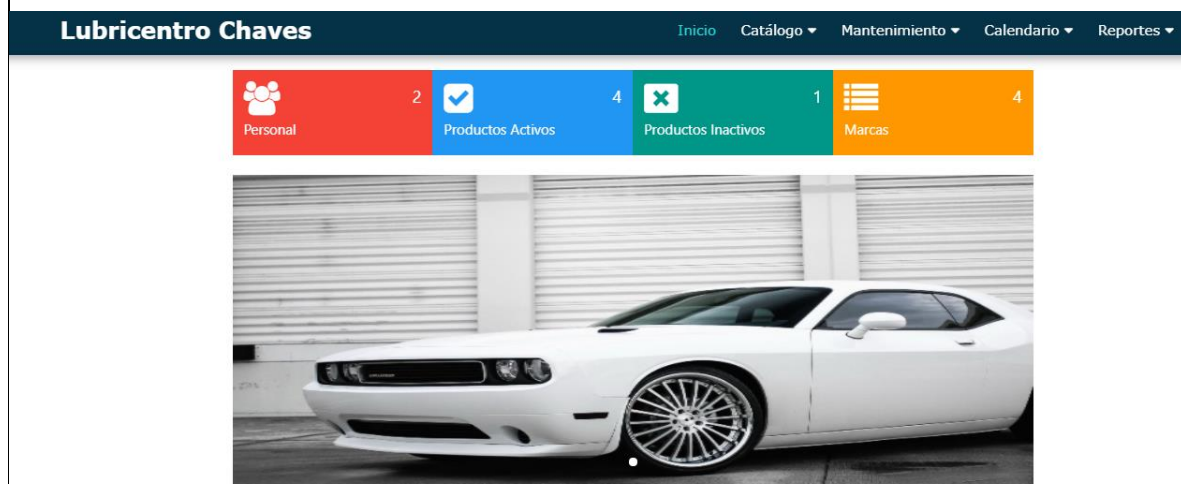 Lubricentro Chaves
Inicio Catálogo Mantenimiento Calendario Reportes
2 4 1 4
Personal Productos Activos Productos Inactivos Marcas